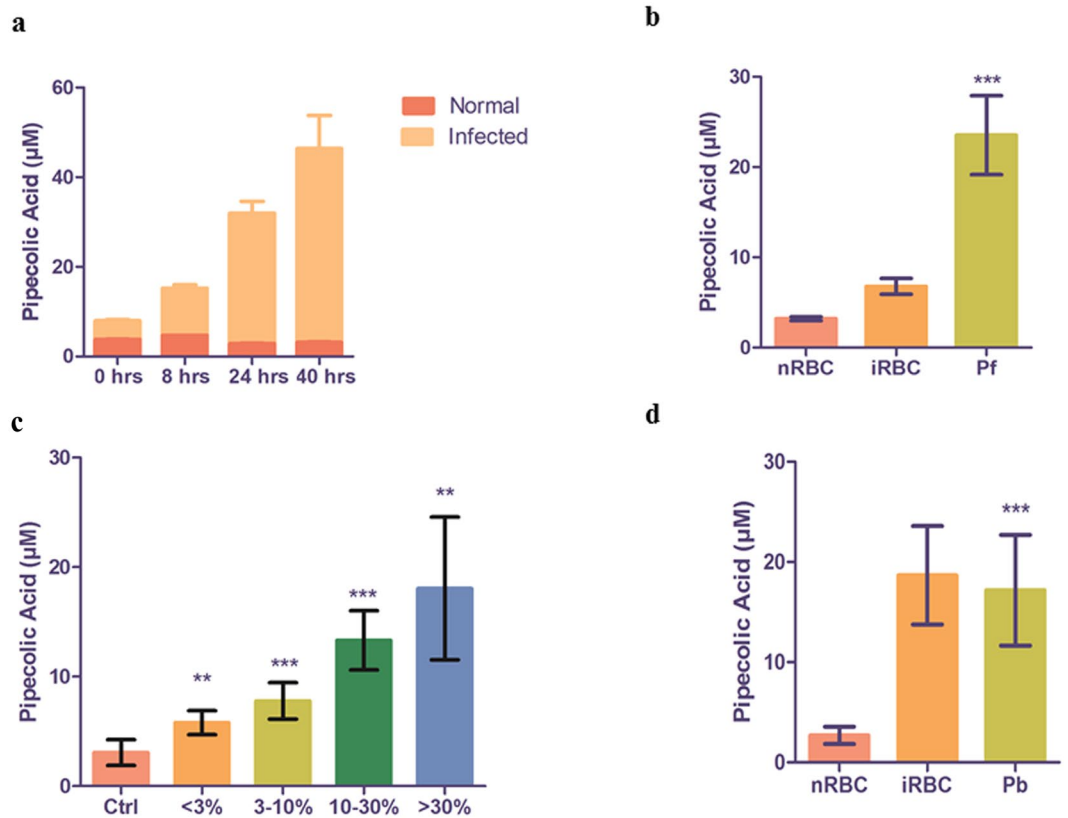 a
60
40
20
0
Pipecolic Acid (µM)
0 hrs 8 hrs 24 hrs 40 hrs
Normal
Infected
b
30
20
10
0
Pipecolic Acid (µM)
***
nRBC iRBC Pf
c
30
20
10
0
Pipecolic Acid (µM)
**
***
***
**
Ctrl <3% 3-10% 10-30% >30%
d
30
20
10
0
Pipecolic Acid (µM)
***
nRBC iRBC Pb